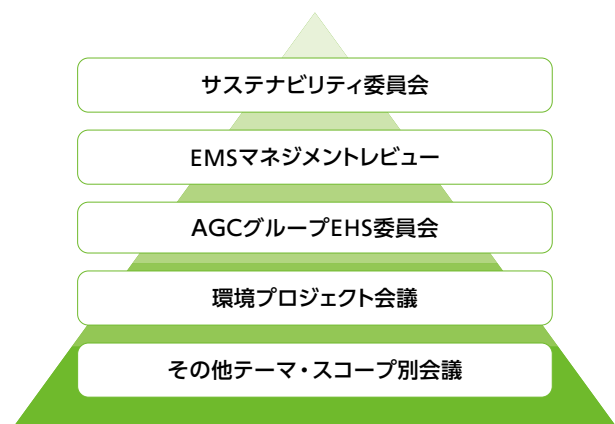 サステナビリティ委員会
EMSマネジメントレビュー
AGCグループEHS委員会
環境プロジェクト会議
その他テーマ・スコープ別会議